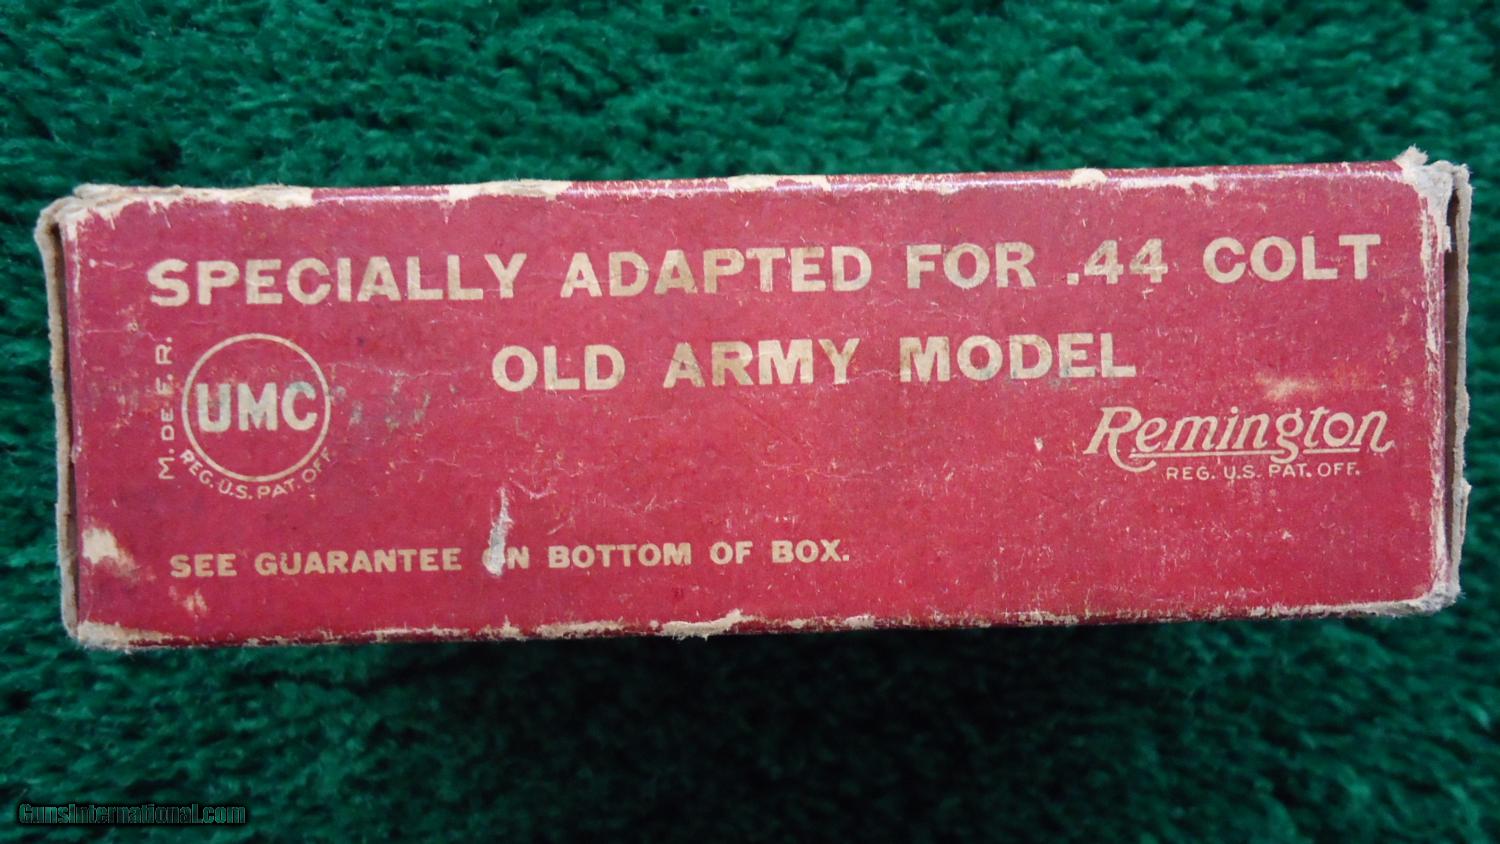 SPECIALLY ADAPTED FOR .44 COLT
OLD ARMY MODEL
M. DE F. R.
UMC
REG. U.S. PAT. OFF.
Remington
REG. U.S. PAT. OFF.
SEE GUARANTEE ON BOTTOM OF BOX.
GunsInternational.com